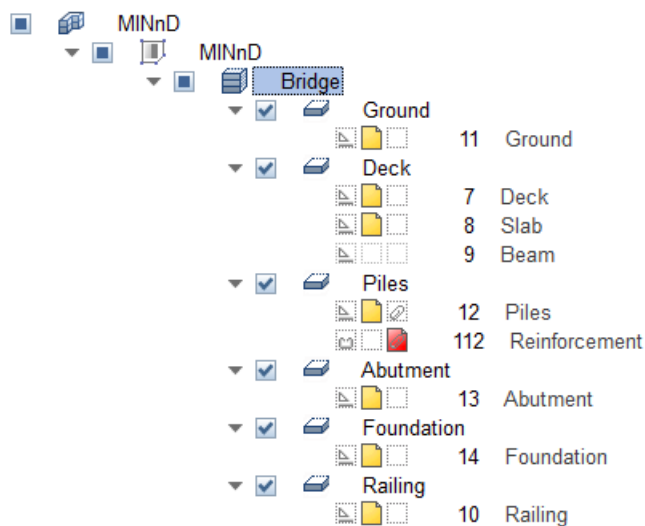 MINnD
MINnD
Bridge
Ground
11 Ground
Deck
7 Deck
8 Slab
9 Beam
Piles
12 Piles
112 Reinforcement
Abutment
13 Abutment
Foundation
14 Foundation
Railing
10 Railing